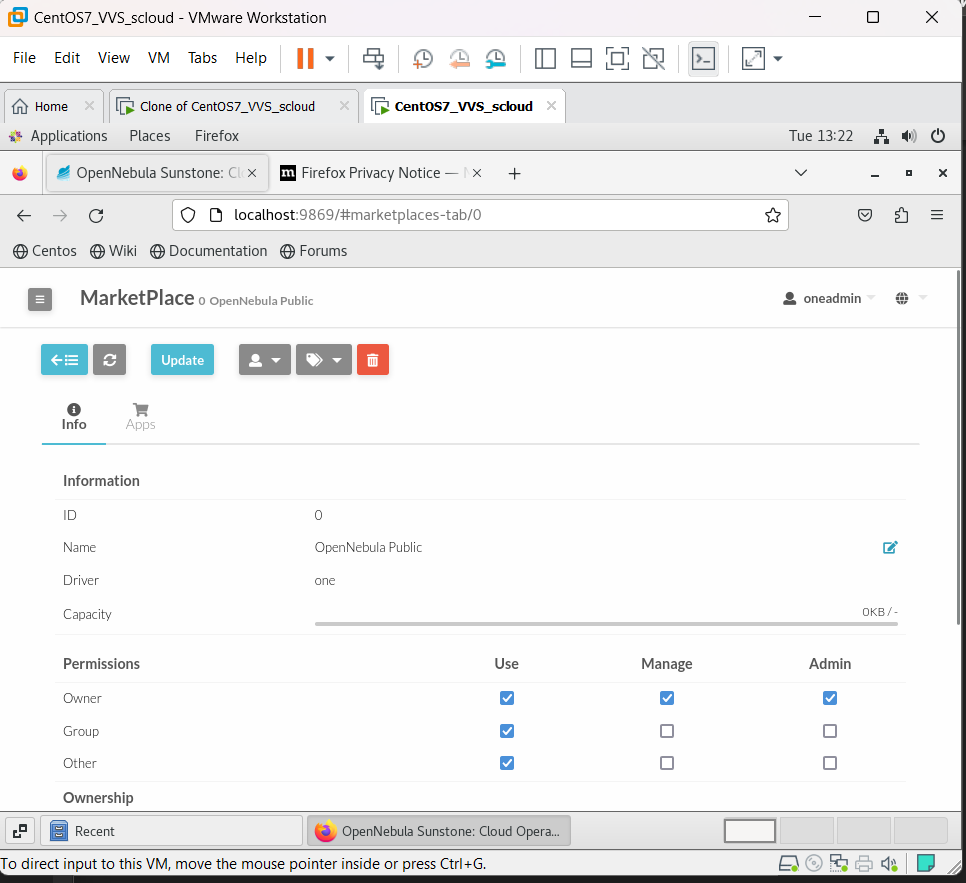 CentOS7_VVS_scloud - VMware Workstation
File Edit View VM Tabs Help
Home Clone of CentOS7_VVS_scloud CentOS7_VVS_scloud
Applications Places Firefox Tue 13:22
OpenNebula Sunstone: Cl m Firefox Privacy Notice —
localhost:9869/#marketplaces-tab/0
Centos Wiki Documentation Forums
MarketPlace 0 OpenNebula Public oneadmin
Update
Info Apps
Information
ID 0
Name OpenNebula Public
Driver one
Capacity 0KB / -
Permissions Use Manage Admin
Owner
Group
Other
Ownership
Recent OpenNebula Sunstone: Cloud Opera...
To direct input to this VM, move the mouse pointer inside or press Ctrl+G.